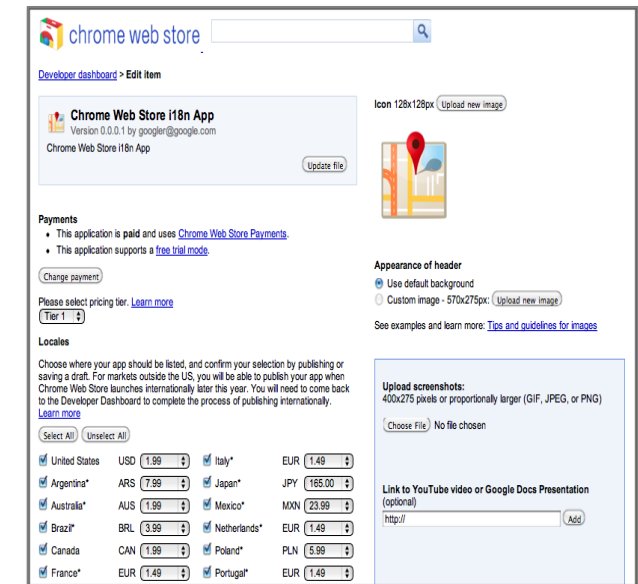 chrome web store
Developer dashboard > Edit item
Chrome Web Store i18n App
Version 0.0.0.1 by googler@google.com
Chrome Web Store i18n App
Update file
Payments
• This application is paid and uses Chrome Web Store Payments.
• This application supports a free trial mode.
Change payment
Please select pricing tier. Learn more
Tier 1
Locales
Choose where your app should be listed, and confirm your selection by publishing or
saving a draft. For markets outside the US, you will be able to publish your app when
Chrome Web Store launches internationally later this year. You will need to come back
to the Developer Dashboard to complete the process of publishing internationally.
Learn more
Select All Unselect All
United States USD 1.99 Italy* EUR 1.49
Argentina* ARS 7.99 Japan* JPY 165.00
Australia* AUS 1.99 Mexico* MXN 23.99
Brazil* BRL 3.99 Netherlands* EUR 1.49
Canada CAN 1.99 Poland* PLN 5.99
France* EUR 1.49 Portugal* EUR 1.49
Icon 128x128px Upload new image
Appearance of header
Use default background
Custom image - 570x275px: Upload new image
See examples and learn more: Tips and guidelines for images
Upload screenshots:
400x275 pixels or proportionally larger (GIF, JPEG, or PNG)
Choose File No file chosen
Link to YouTube video or Google Docs Presentation
(optional)
http:// Add